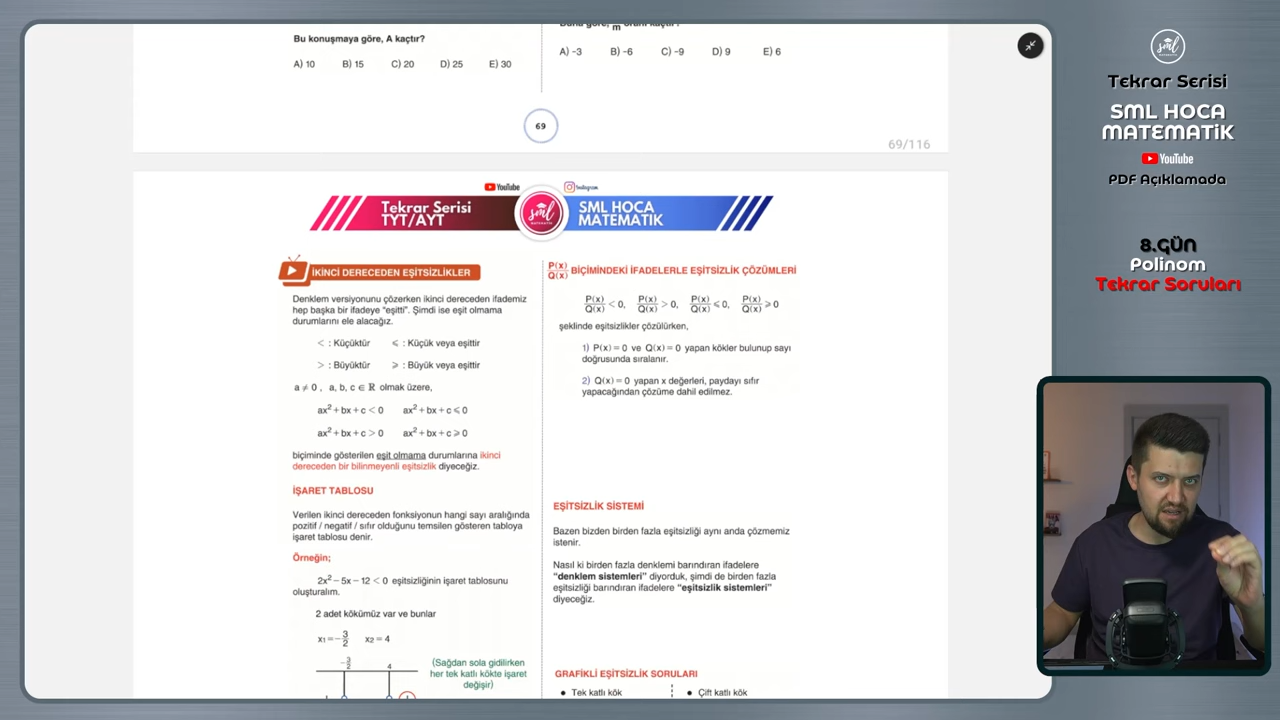 Bu konuşmaya göre, A kaçtır?
A) 10 B) 15 C) 20 D) 25 E) 30
A) -3 B) -6 C) -9 D) 9 E) 6
69
69/116
YouTube
Instagram
Tekrar Serisi
TYT/AYT
sml
MATEMATİK
SML HOCA
MATEMATİK
İKİNCİ DERECEDEN EŞİTSİZLİKLER
Denklem versiyonunu çözerken ikinci dereceden ifademiz
hep başka bir ifadeye "eşitti". Şimdi ise eşit olmama
durumlarını ele alacağız.
< : Küçüktür ⩽ : Küçük veya eşittir
> : Büyüktür ⩾ : Büyük veya eşittir
a ≠ 0 , a, b, c ∈ ℝ olmak üzere,
ax² + bx + c < 0 ax² + bx + c ⩽ 0
ax² + bx + c > 0 ax² + bx + c ⩾ 0
biçiminde gösterilen eşit olmama durumlarına ikinci
dereceden bir bilinmeyenli eşitsizlik diyeceğiz.
İŞARET TABLOSU
Verilen ikinci dereceden fonksiyonun hangi sayı aralığında
pozitif / negatif / sıfır olduğunu temsilen gösteren tabloya
işaret tablosu denir.
Örneğin;
2x² − 5x − 12 < 0 eşitsizliğinin işaret tablosunu
oluşturalım.
2 adet kökümüz var ve bunlar
x₁ = −3/2 x₂ = 4
−3/2 4
(Sağdan sola gidilirken
her tek katlı kökte işaret
değişir)
P(x)/Q(x) BİÇİMİNDEKİ İFADELERLE EŞİTSİZLİK ÇÖZÜMLERİ
P(x)/Q(x) < 0, P(x)/Q(x) > 0, P(x)/Q(x) ⩽ 0, P(x)/Q(x) ⩾ 0
şeklinde eşitsizlikler çözülürken,
1) P(x) = 0 ve Q(x) = 0 yapan kökler bulunup sayı
doğrusunda sıralanır.
2) Q(x) = 0 yapan x değerleri, paydayı sıfır
yapacağından çözüme dahil edilmez.
EŞİTSİZLİK SİSTEMİ
Bazen bizden birden fazla eşitsizliği aynı anda çözmemiz
istenir.
Nasıl ki birden fazla denklemi barındıran ifadelere
"denklem sistemleri" diyorduk, şimdi de birden fazla
eşitsizliği barındıran ifadelere "eşitsizlik sistemleri"
diyeceğiz.
GRAFİKLİ EŞİTSİZLİK SORULARI
• Tek katlı kök • Çift katlı kök
sml
MATEMATİK
Tekrar Serisi
SML HOCA
MATEMATİK
YouTube
PDF Açıklamada
8.GÜN
Polinom
Tekrar Soruları